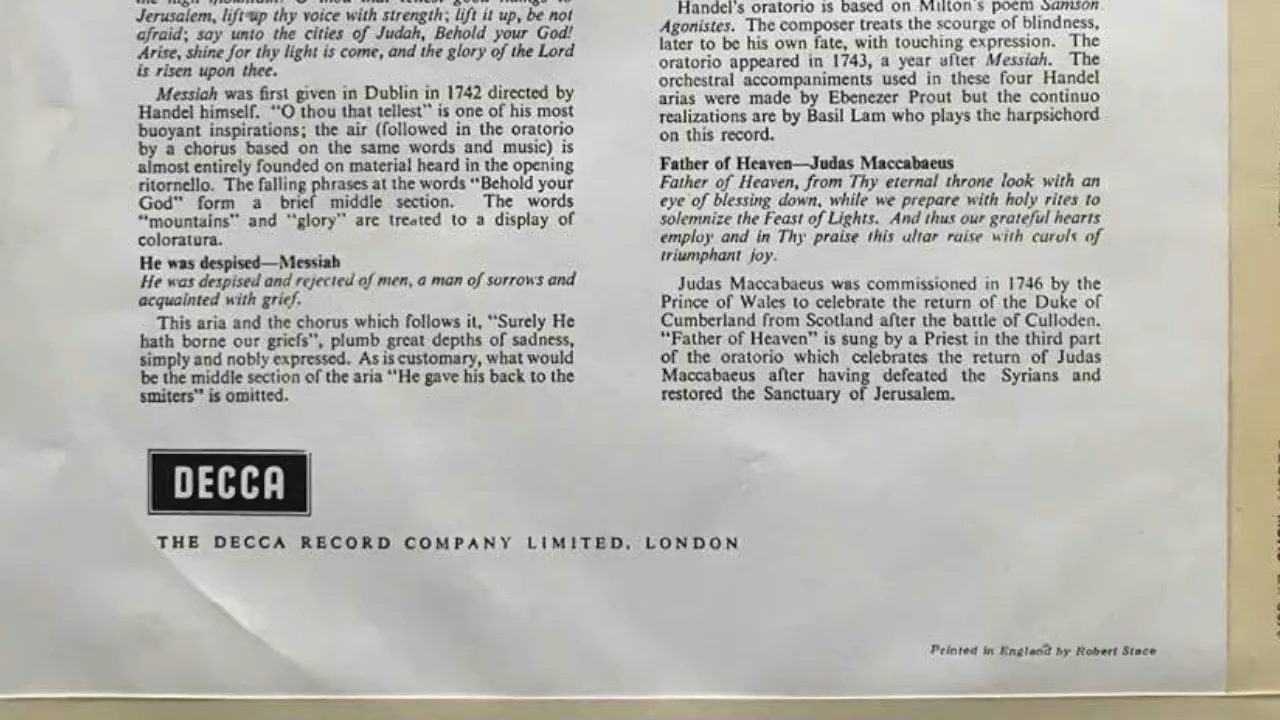 Jerusalem, lift up thy voice with strength; lift it up, be not
afraid; say unto the cities of Judah, Behold your God!
Arise, shine for thy light is come, and the glory of the Lord
is risen upon thee.
Messiah was first given in Dublin in 1742 directed by
Handel himself. "O thou that tellest" is one of his most
buoyant inspirations; the air (followed in the oratorio
by a chorus based on the same words and music) is
almost entirely founded on material heard in the opening
ritornello. The falling phrases at the words "Behold your
God" form a brief middle section. The words
"mountains" and "glory" are treated to a display of
coloratura.
He was despised—Messiah
He was despised and rejected of men, a man of sorrows and
acquainted with grief.
This aria and the chorus which follows it, "Surely He
hath borne our griefs", plumb great depths of sadness,
simply and nobly expressed. As is customary, what would
be the middle section of the aria "He gave his back to the
smiters" is omitted.
Handel's oratorio is based on Milton's poem Samson
Agonistes. The composer treats the scourge of blindness,
later to be his own fate, with touching expression. The
oratorio appeared in 1743, a year after Messiah. The
orchestral accompaniments used in these four Handel
arias were made by Ebenezer Prout but the continuo
realizations are by Basil Lam who plays the harpsichord
on this record.
Father of Heaven—Judas Maccabaeus
Father of Heaven, from Thy eternal throne look with an
eye of blessing down, while we prepare with holy rites to
solemnize the Feast of Lights. And thus our grateful hearts
employ and in Thy praise this altar raise with carols of
triumphant joy.
Judas Maccabaeus was commissioned in 1746 by the
Prince of Wales to celebrate the return of the Duke of
Cumberland from Scotland after the battle of Culloden.
"Father of Heaven" is sung by a Priest in the third part
of the oratorio which celebrates the return of Judas
Maccabaeus after having defeated the Syrians and
restored the Sanctuary of Jerusalem.
DECCA
THE DECCA RECORD COMPANY LIMITED, LONDON
Printed in England by Robert Stace